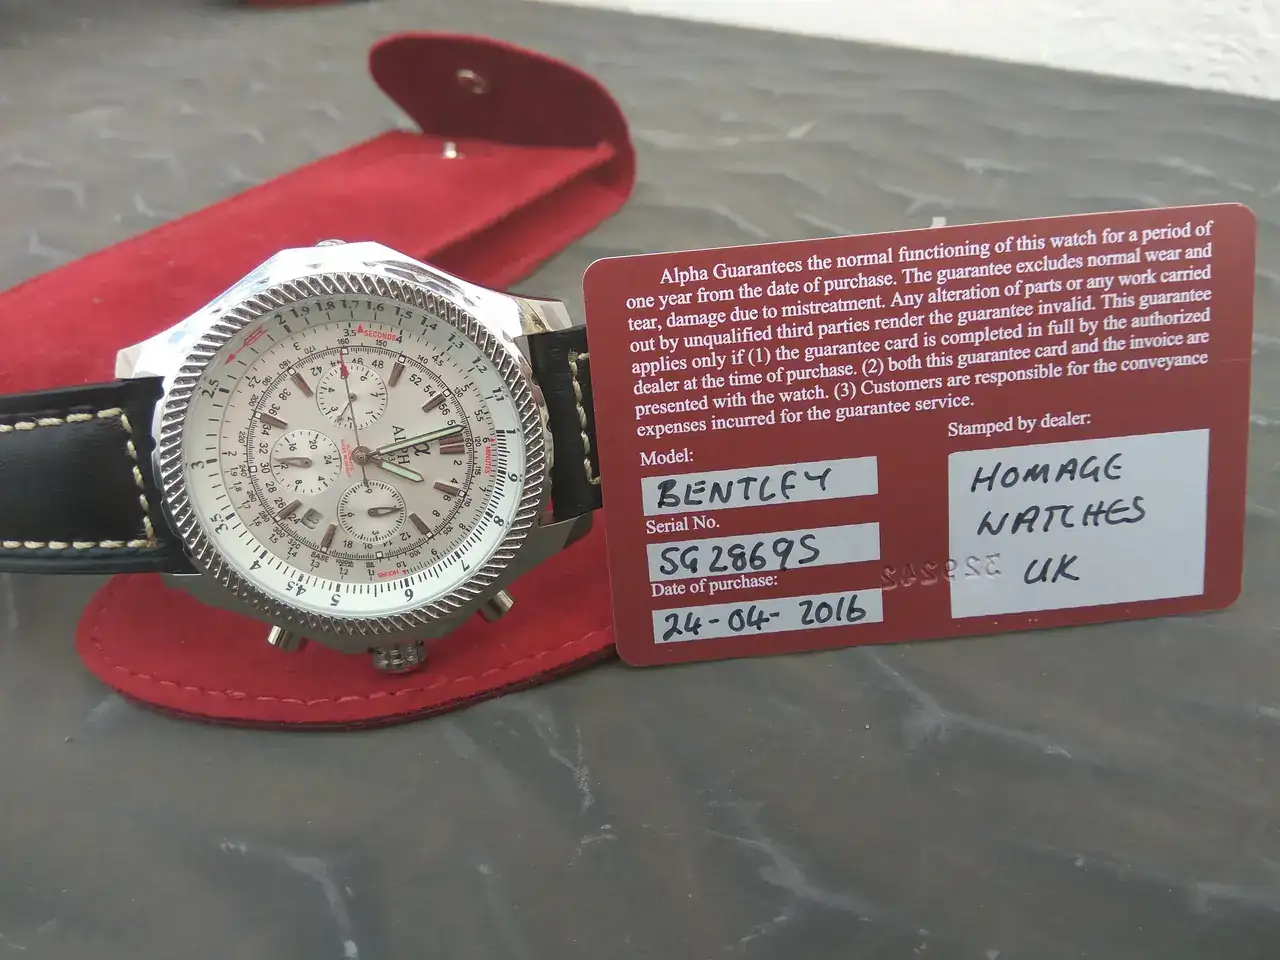 Alpha Guarantees the normal functioning of this watch for a period of
one year from the date of purchase. The guarantee excludes normal wear and
tear, damage due to mistreatment. Any alteration of parts or any work carried
out by unqualified third parties render the guarantee invalid. This guarantee
applies only if (1) the guarantee card is completed in full by the authorized
dealer at the time of purchase. (2) both this guarantee card and the invoice are
presented with the watch. (3) Customers are responsible for the conveyance
expenses incurred for the guarantee service.
Model:
BENTLEY
Serial No.
SG2869S
Date of purchase:
24-04-2016
Stamped by dealer:
HOMAGE
WATCHES
UK
ALPHA
SECONDS
MINUTES
HOURS
BASE